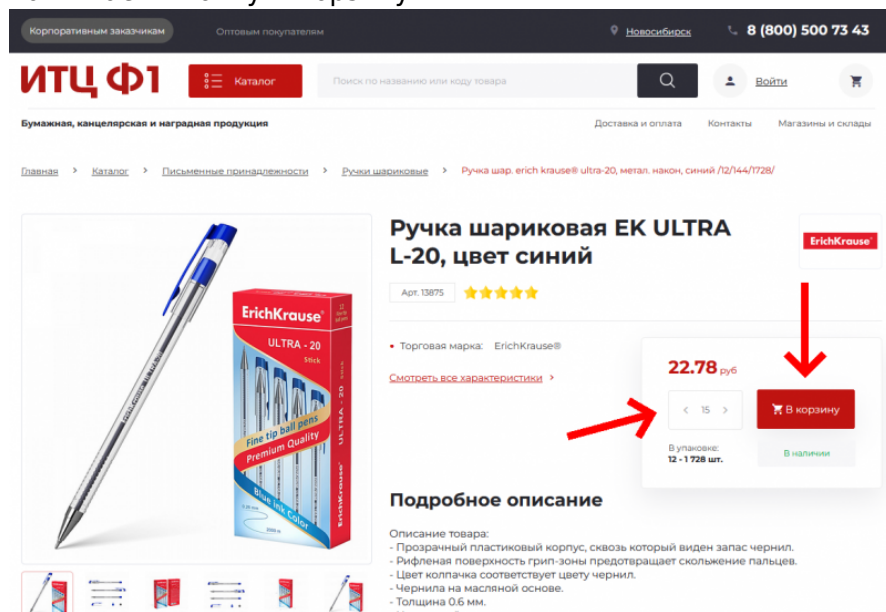 Корпоративным заказчикам
Оптовым покупателям
Новосибирск
8 (800) 500 73 43
ИТЦ Ф1
Каталог
Поиск по названию или коду товара
Войти
Бумажная, канцелярская и наградная продукция
Доставка и оплата
Контакты
Магазины и склады
Главная > Каталог > Письменные принадлежности > Ручки шариковые > Ручка шар. erich krause® ultra-20, метал. након, синий /12/144/1728/
Ручка шариковая EK ULTRA
L-20, цвет синий
ErichKrause
Арт. 13875
• Торговая марка: ErichKrause®
Смотреть все характеристики >
22.78 руб
< 15 >
В корзину
В упаковке:
12 - 1 728 шт.
В наличии
ErichKrause®
12
ULTRA - 20
Stick
Fine tip ball pens
Premium Quality
Blue Ink Color
ULTRA - 20 Stick
ErichKrause®
Подробное описание
Описание товара:
- Прозрачный пластиковый корпус, сквозь который виден запас чернил.
- Рифленая поверхность грип-зоны предотвращает скольжение пальцев.
- Цвет колпачка соответствует цвету чернил.
- Чернила на масляной основе.
- Толщина 0.6 мм.